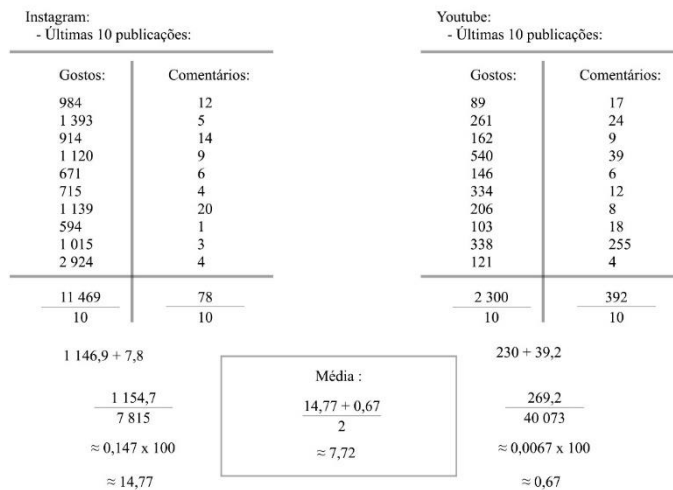 Instagram:
- Últimas 10 publicações:
Gostos: Comentários:
984 12
1 393 5
914 14
1 120 9
671 6
715 4
1 139 20
594 1
1 015 3
2 924 4
11 469 78
10 10
1 146,9 + 7,8
1 154,7
7 815
≈ 0,147 x 100
≈ 14,77
Média :
14,77 + 0,67
2
≈ 7,72
Youtube:
- Últimas 10 publicações:
Gostos: Comentários:
89 17
261 24
162 9
540 39
146 6
334 12
206 8
103 18
338 255
121 4
2 300 392
10 10
230 + 39,2
269,2
40 073
≈ 0,0067 x 100
≈ 0,67